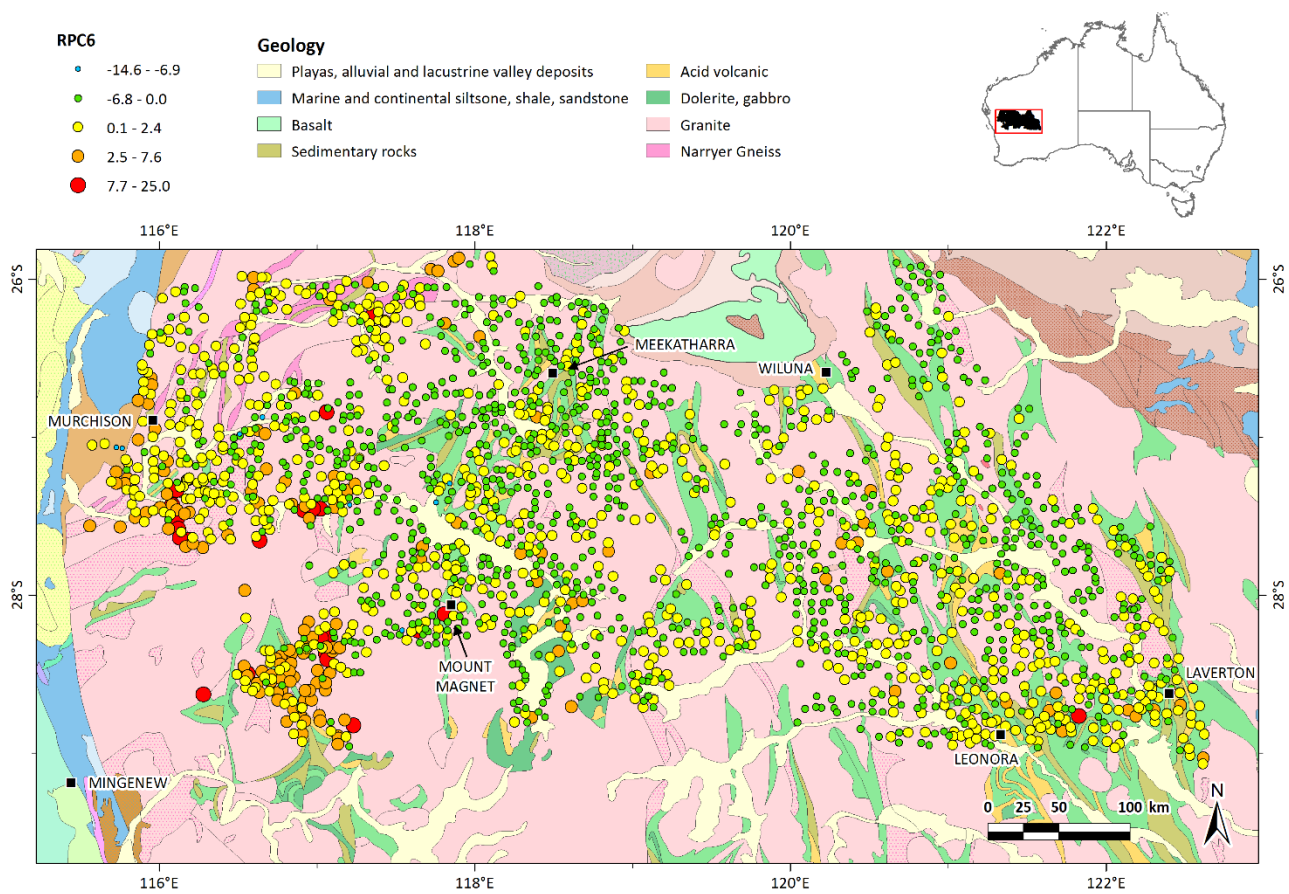 RPC6
-14.6 - -6.9
-6.8 - 0.0
0.1 - 2.4
2.5 - 7.6
7.7 - 25.0
Geology
Playas, alluvial and lacustrine valley deposits
Marine and continental siltsone, shale, sandstone
Basalt
Sedimentary rocks
Acid volcanic
Dolerite, gabbro
Granite
Narryer Gneiss
116°E 118°E 120°E 122°E
26°S 26°S
MEEKATHARRA
WILUNA
MURCHISON
28°S 28°S
MOUNT
MAGNET
LAVERTON
LEONORA
MINGENEW
N
0 25 50 100 km
116°E 118°E 120°E 122°E